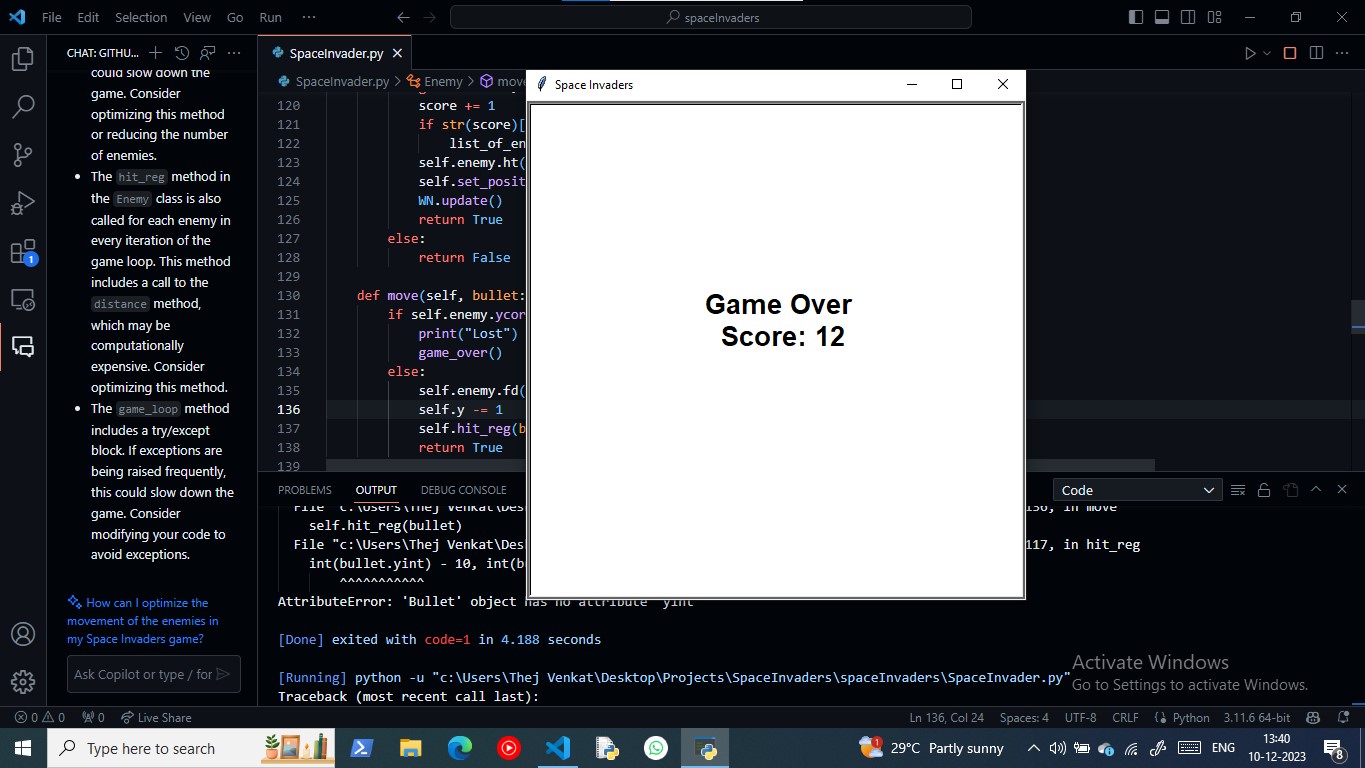 File Edit Selection View Go Run ··· spaceInvaders
CHAT: GITHU...
could slow down the
game. Consider
optimizing this method
or reducing the number
of enemies.
• The hit_reg method in
the Enemy class is also
called for each enemy in
every iteration of the
game loop. This method
includes a call to the
distance method,
which may be
computationally
expensive. Consider
optimizing this method.
• The game_loop method
includes a try/except
block. If exceptions are
being raised frequently,
this could slow down the
game. Consider
modifying your code to
avoid exceptions.
How can I optimize the
movement of the enemies in
my Space Invaders game?
Ask Copilot or type / for
1
SpaceInvader.py
SpaceInvader.py > Enemy > mov
120 score += 1
121 if str(score)[
122 list_of_en
123 self.enemy.ht(
124 self.set_posit
125 WN.update()
126 return True
127 else:
128 return False
129
130 def move(self, bullet:
131 if self.enemy.ycor
132 print("Lost")
133 game_over()
134 else:
135 self.enemy.fd(
136 self.y -= 1
137 self.hit_reg(b
138 return True
139
Space Invaders
Game Over
Score: 12
PROBLEMS OUTPUT DEBUG CONSOLE
Code
File "c:\Users\Thej Venkat\Des 136, in move
self.hit_reg(bullet)
File "c:\Users\Thej Venkat\Des 117, in hit_reg
int(bullet.yint) - 10, int(b
^^^^^^^^^^^
AttributeError: 'Bullet' object has no attribute 'yint'
[Done] exited with code=1 in 4.188 seconds
[Running] python -u "c:\Users\Thej Venkat\Desktop\Projects\SpaceInvaders\spaceInvaders\SpaceInvader.py"
Traceback (most recent call last):
Activate Windows
Go to Settings to activate Windows.
0 0 0 Live Share Ln 136, Col 24 Spaces: 4 UTF-8 CRLF Python 3.11.6 64-bit
Type here to search
1 29°C Partly sunny ENG
13:40
10-12-2023
8